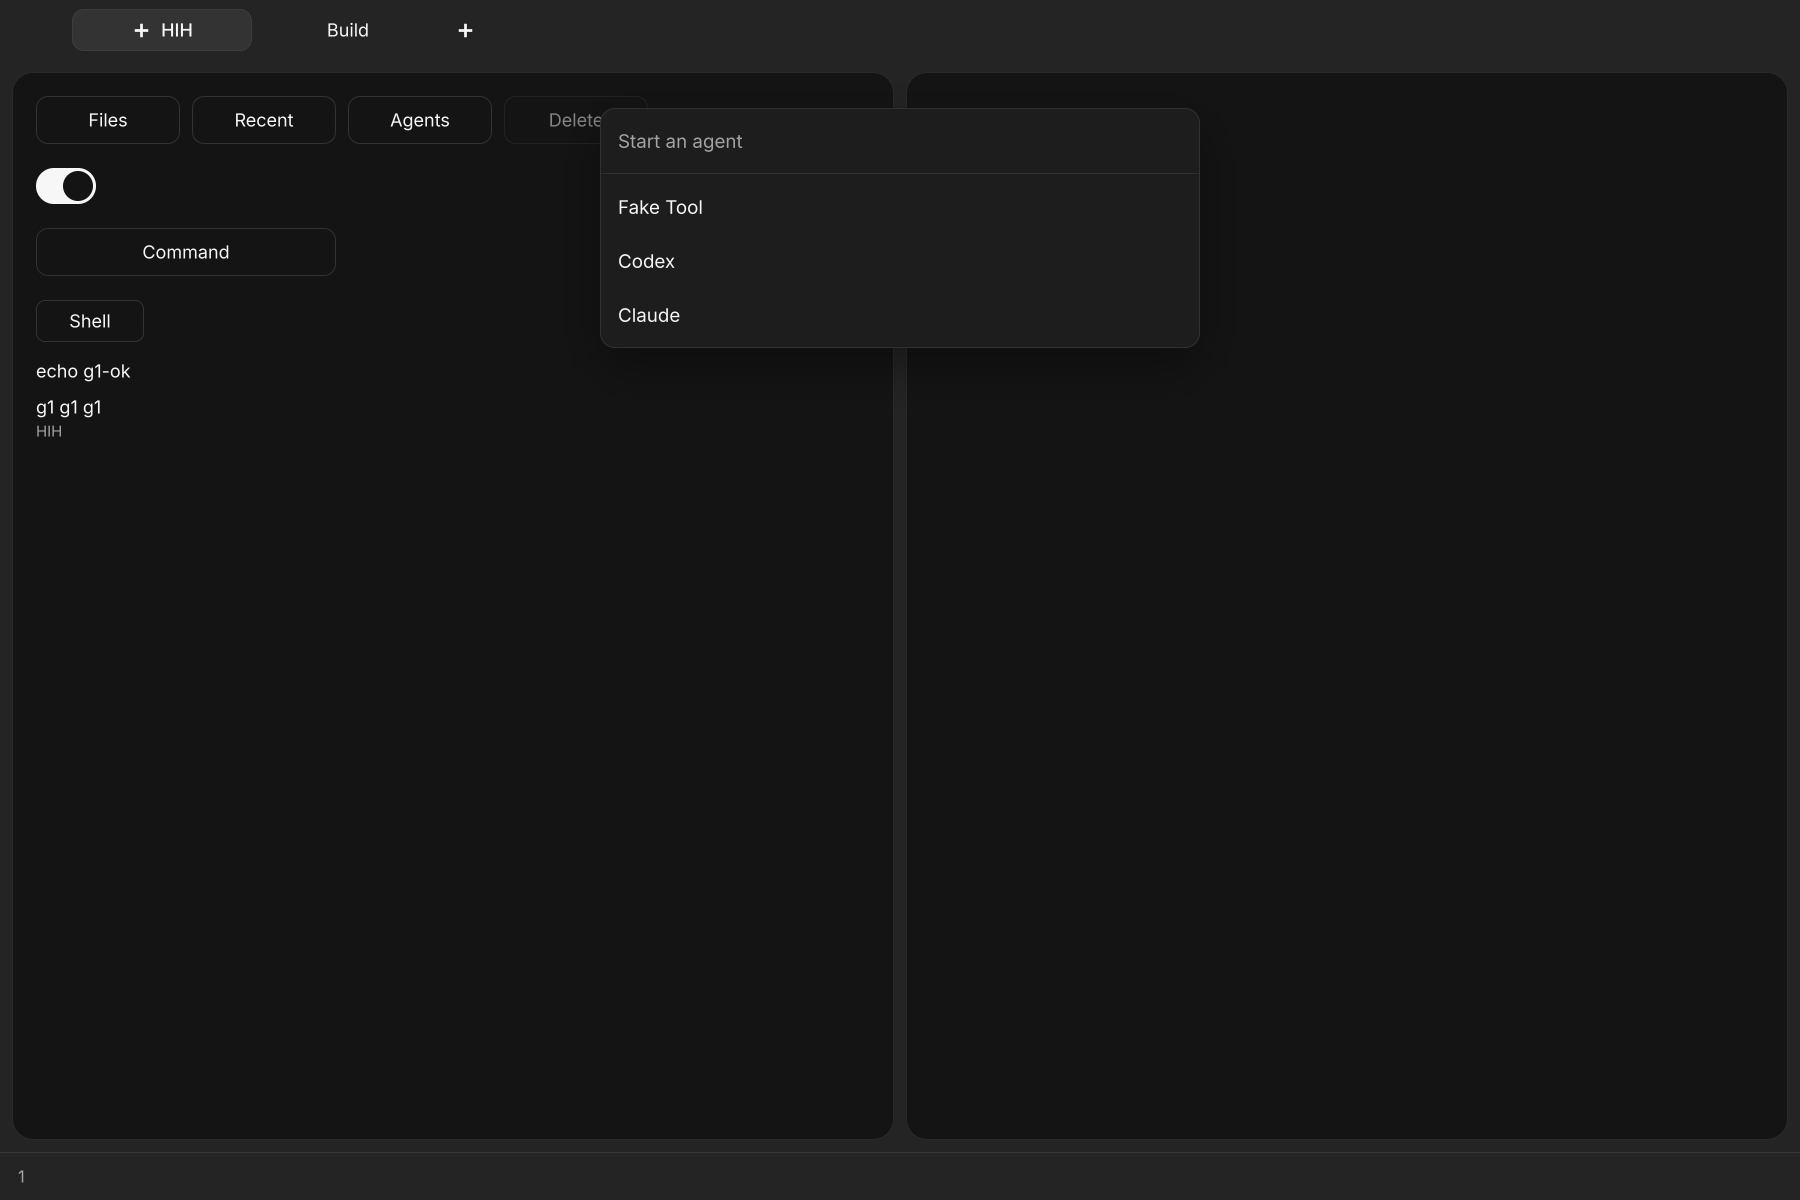 HIH
Build
Files
Recent
Agents
Delete
Start an agent
Fake Tool
Codex
Claude
Command
Shell
echo g1-ok
g1 g1 g1
HIH
1